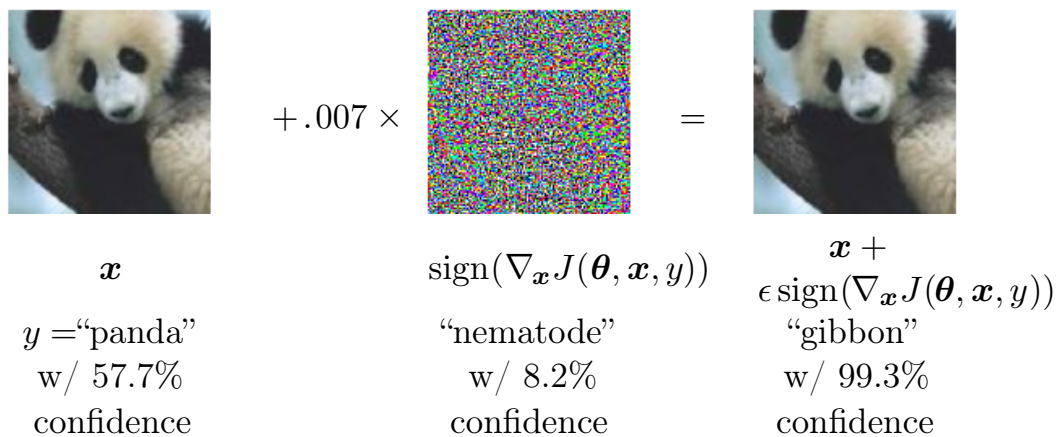 + .007 ×
=
x
sign(∇ₓJ(θ, x, y))
x +
ϵ sign(∇ₓJ(θ, x, y))
y =“panda”
“nematode”
“gibbon”
w/ 57.7%
w/ 8.2%
w/ 99.3%
confidence
confidence
confidence